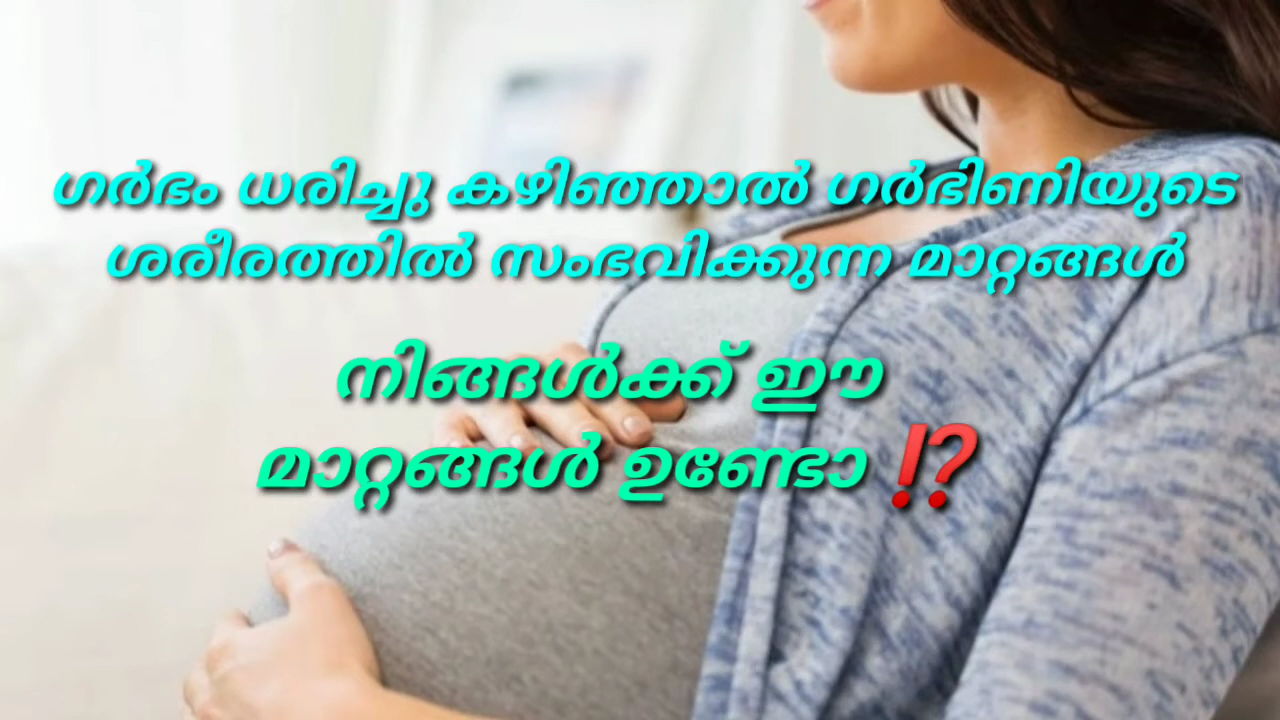 ഗർഭം ധരിച്ചു കഴിഞ്ഞാൽ ഗർഭിണിയുടെ
ശരീരത്തിൽ സംഭവിക്കുന്ന മാറ്റങ്ങൾ
നിങ്ങൾക്ക് ഈ
മാറ്റങ്ങൾ ഉണ്ടോ ⁉️